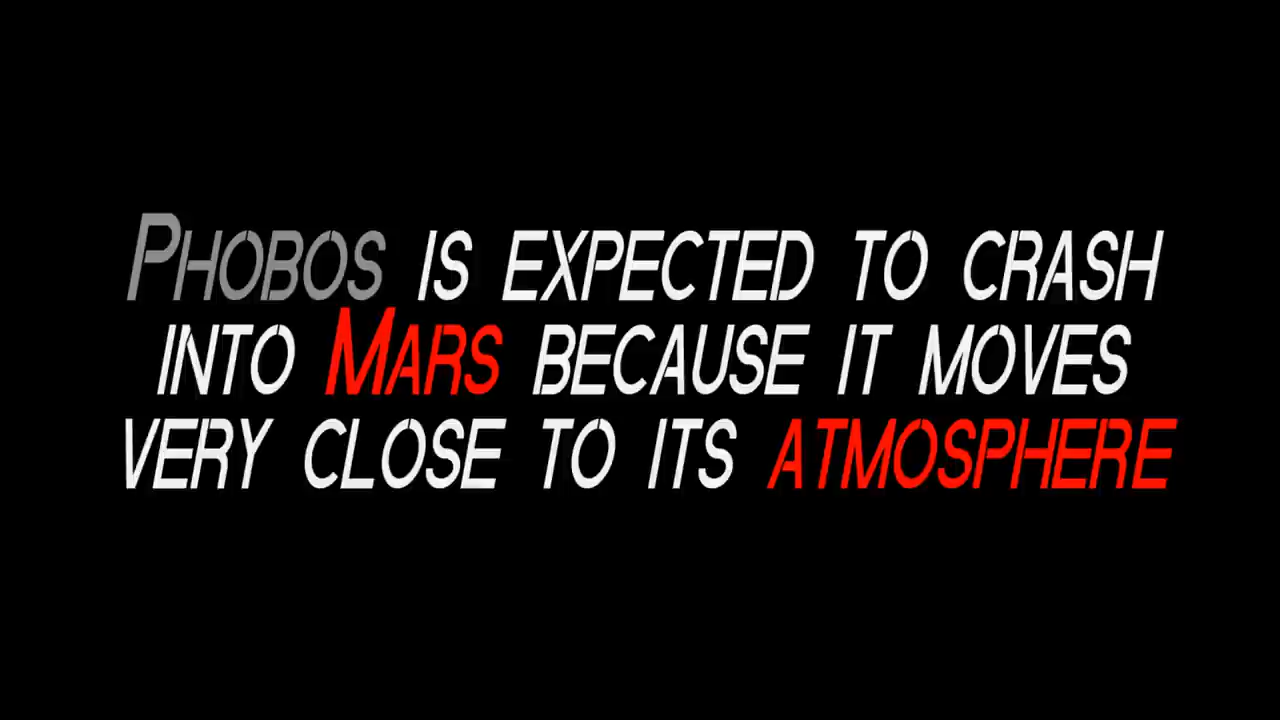 Phobos is expected to crash
into Mars because it moves
very close to its atmosphere